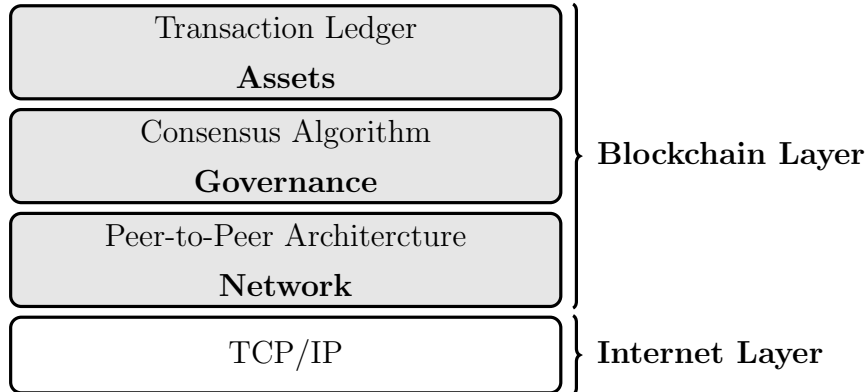 Transaction Ledger
Assets
Consensus Algorithm
Governance
Blockchain Layer
Peer-to-Peer Architercture
Network
TCP/IP
Internet Layer